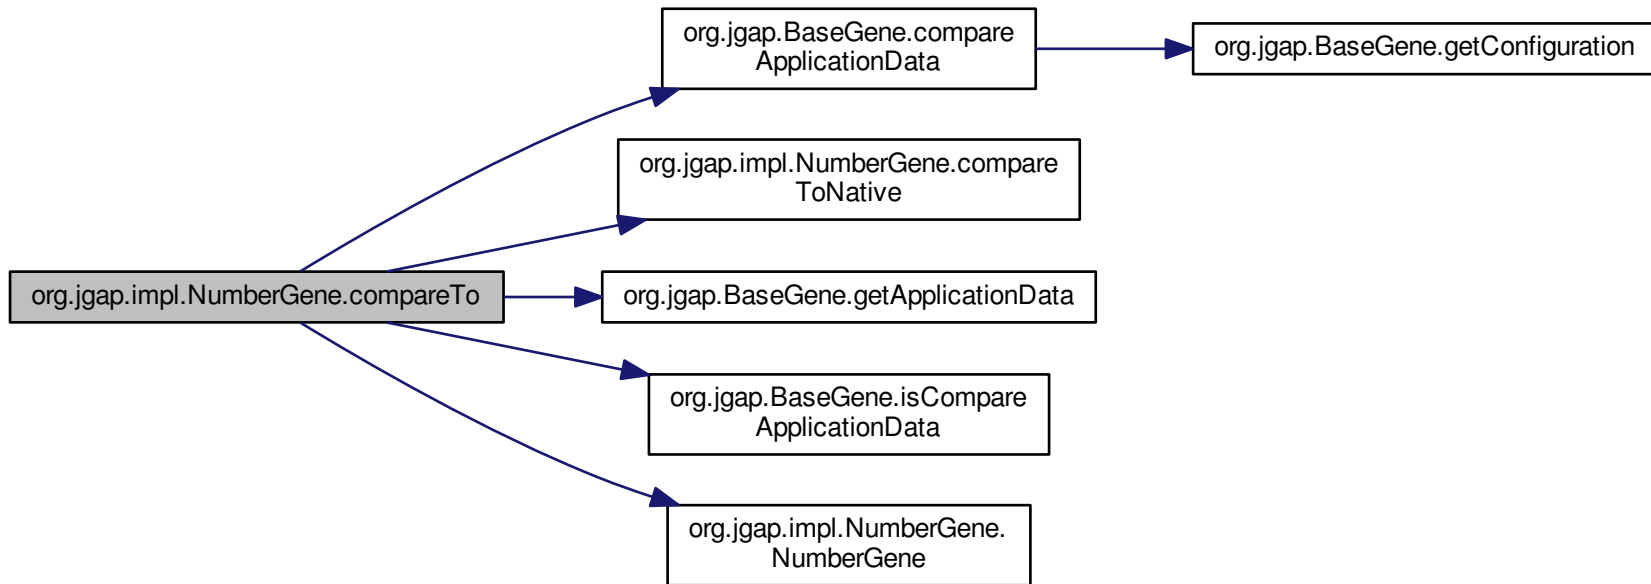 org.jgap.BaseGene.compare
ApplicationData
org.jgap.BaseGene.getConfiguration
org.jgap.impl.NumberGene.compare
ToNative
org.jgap.impl.NumberGene.compareTo
org.jgap.BaseGene.getApplicationData
org.jgap.BaseGene.isCompare
ApplicationData
org.jgap.impl.NumberGene.
NumberGene